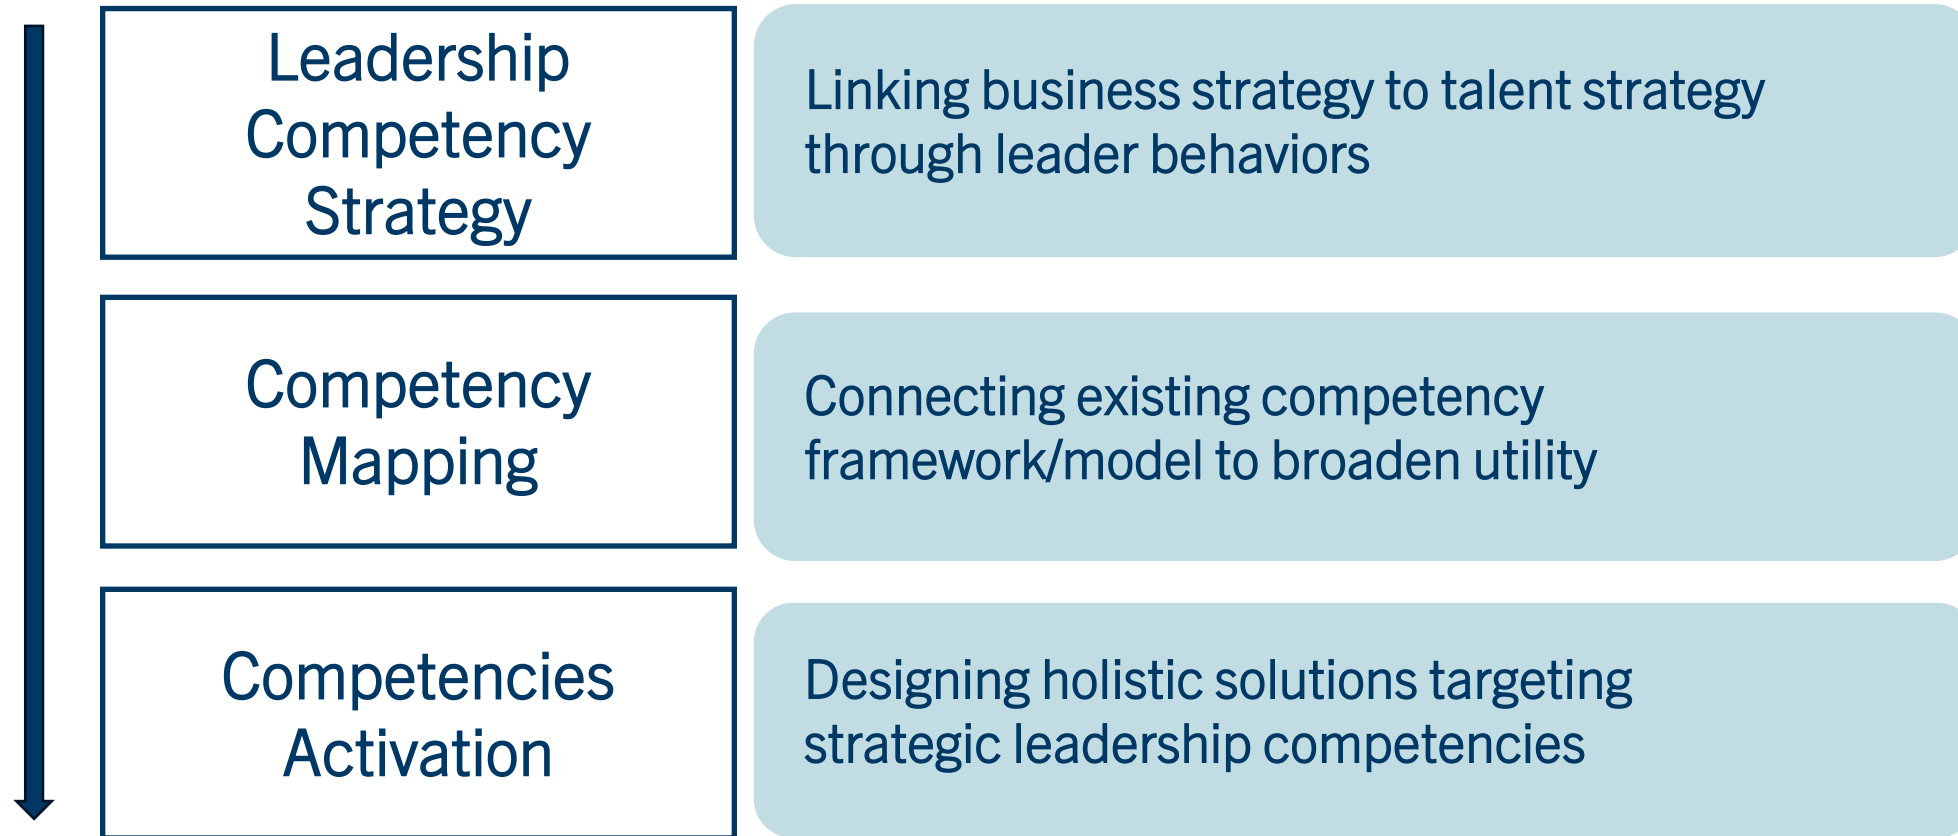 Leadership
Competency
Strategy
Linking business strategy to talent strategy
through leader behaviors
Competency
Mapping
Connecting existing competency
framework/model to broaden utility
Competencies
Activation
Designing holistic solutions targeting
strategic leadership competencies